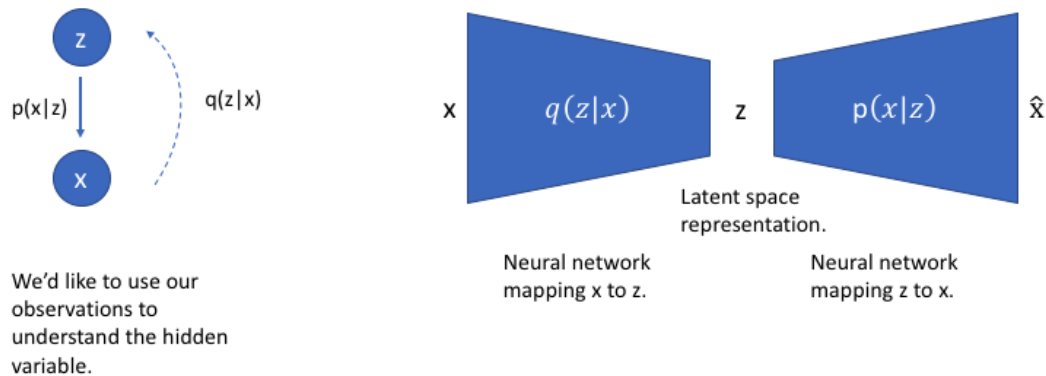 z
p(x|z)
q(z|x)
x
We'd like to use our
observations to
understand the hidden
variable.
x
q(z|x)
z
p(x|z)
x̂
Latent space
representation.
Neural network
mapping x to z.
Neural network
mapping z to x.